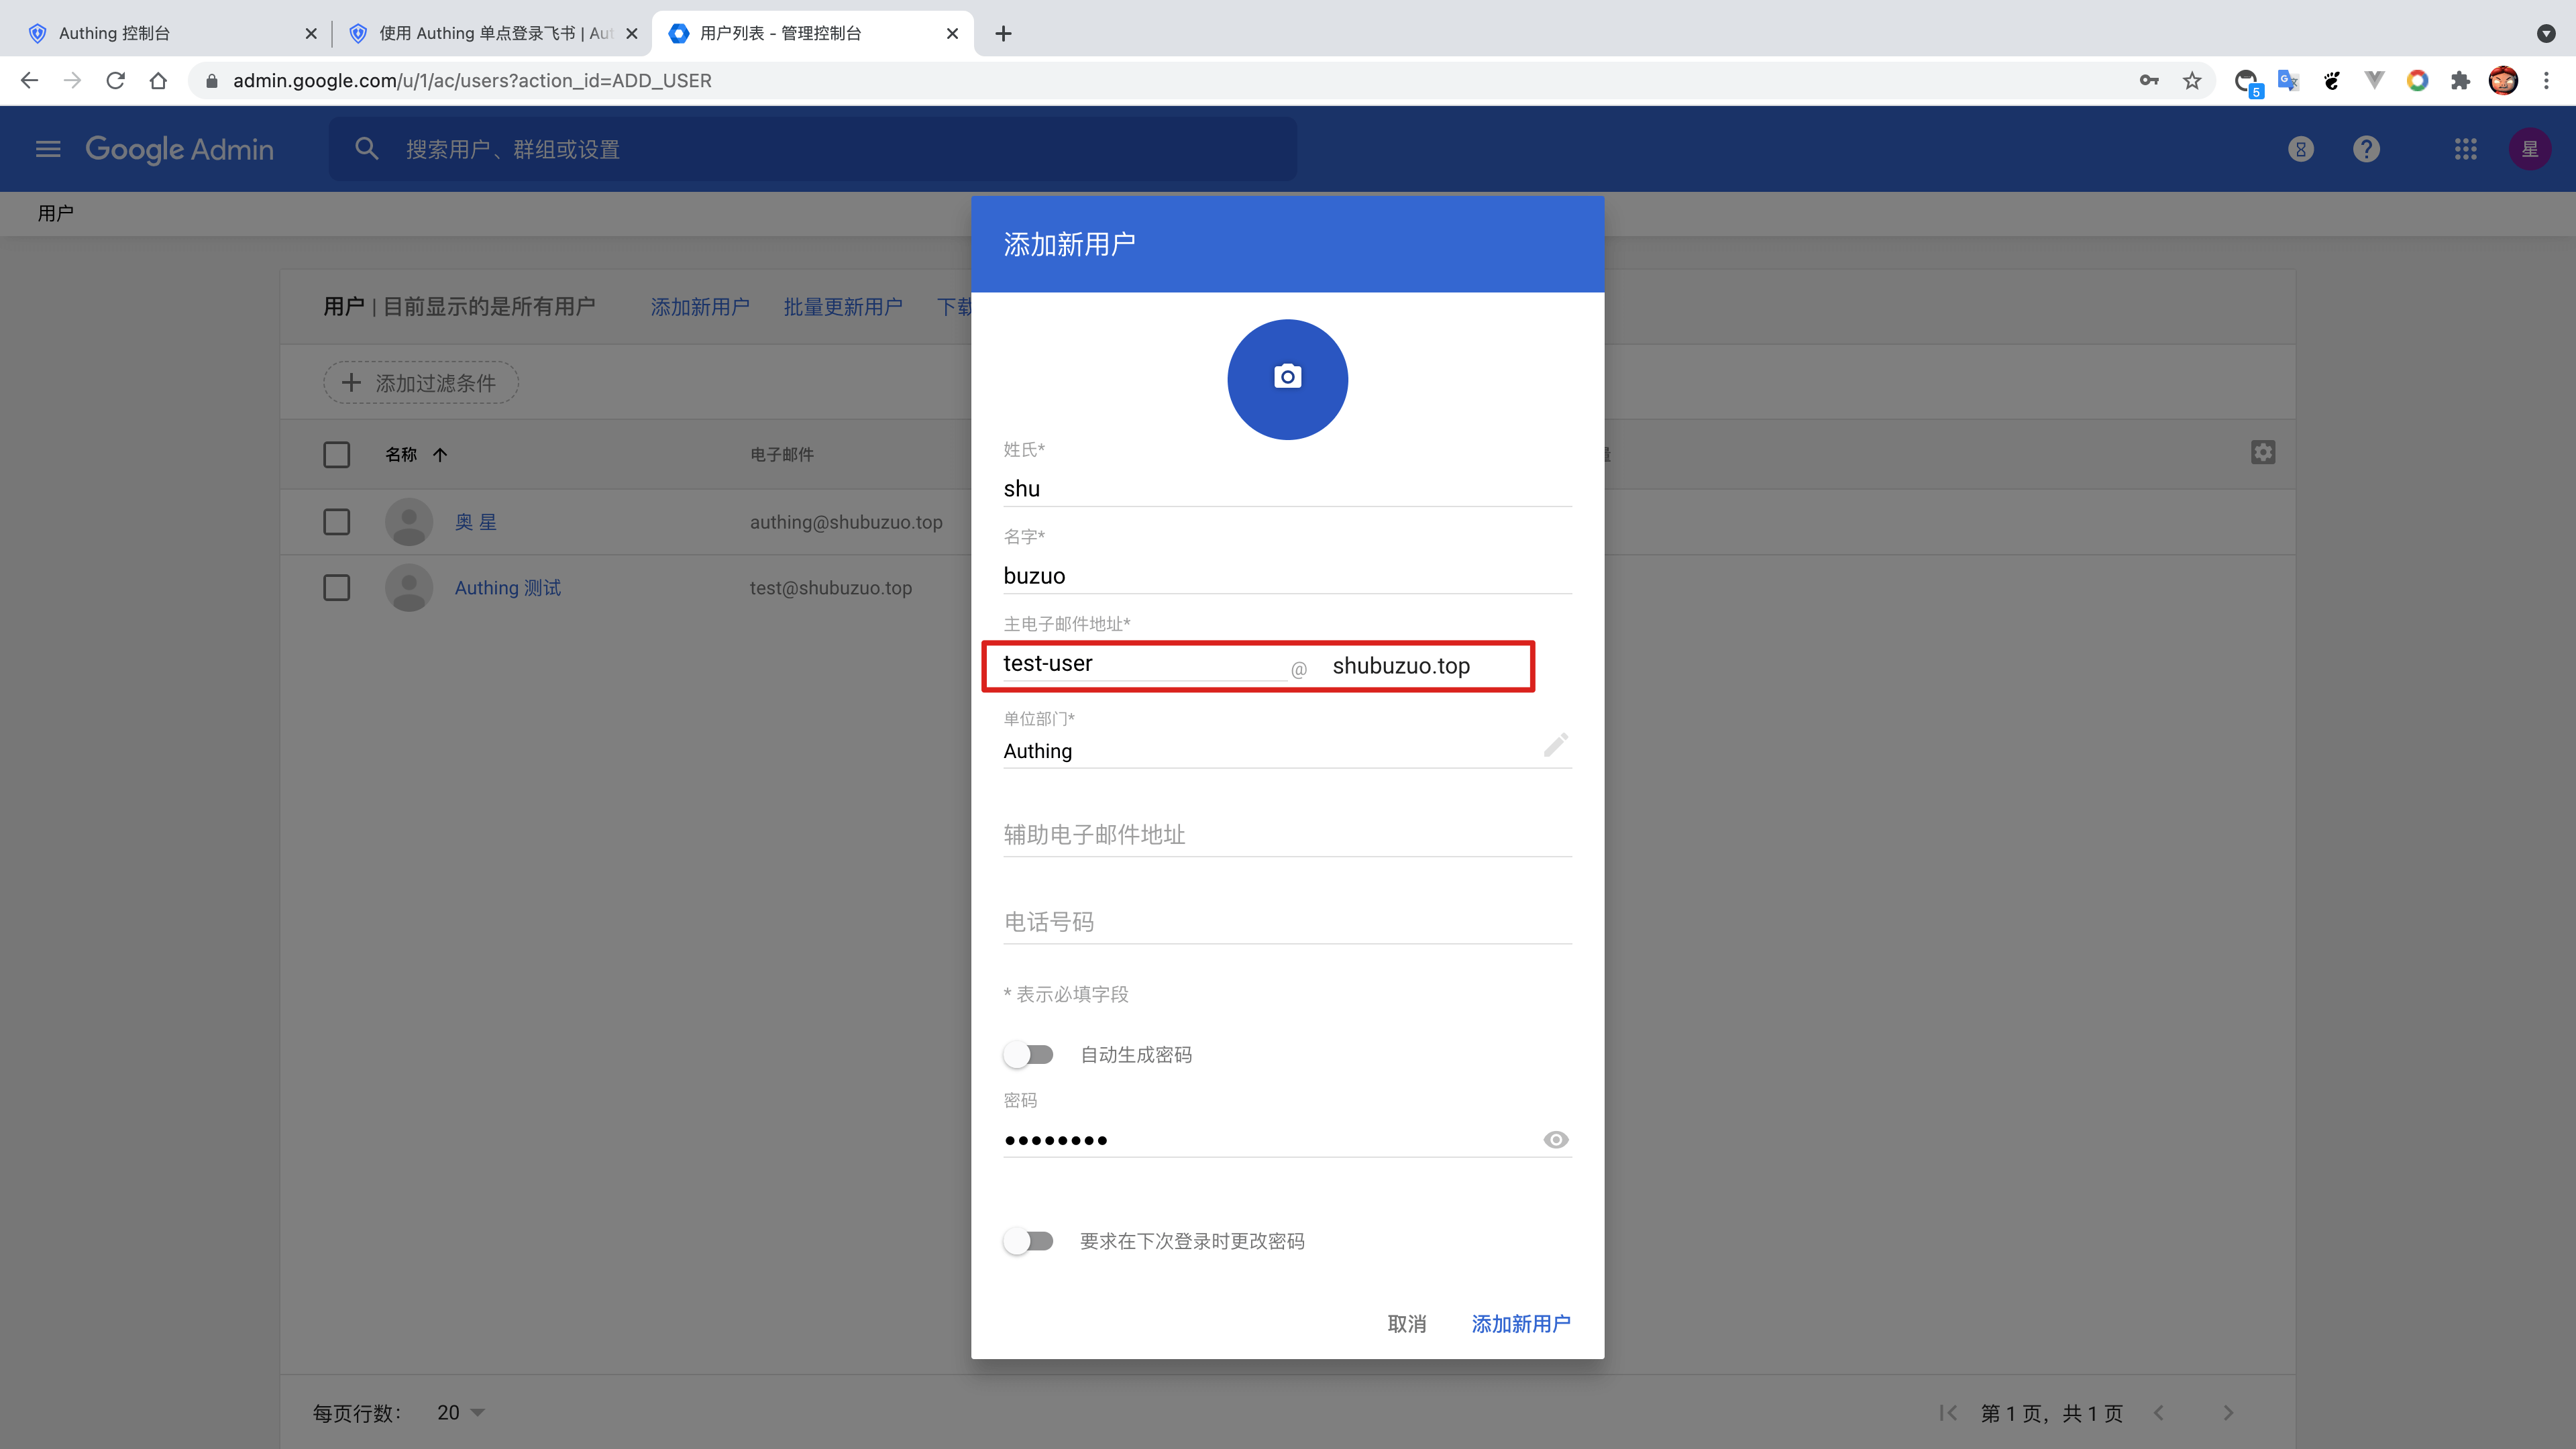 Authing 控制台
使用 Authing 单点登录飞书 | Aut
用户列表 - 管理控制台
admin.google.com/u/1/ac/users?action_id=ADD_USER
5
Google Admin
搜索用户、群组或设置
星
用户
添加新用户
用户 | 目前显示的是所有用户
添加新用户
批量更新用户
下载
添加过滤条件
名称
电子邮件
量
奥 星
authing@shubuzuo.top
Authing 测试
test@shubuzuo.top
姓氏*
shu
名字*
buzuo
主电子邮件地址*
test-user @ shubuzuo.top
单位部门*
Authing
辅助电子邮件地址
电话号码
* 表示必填字段
自动生成密码
密码
••••••••
要求在下次登录时更改密码
取消
添加新用户
每页行数： 20
第 1 页，共 1 页